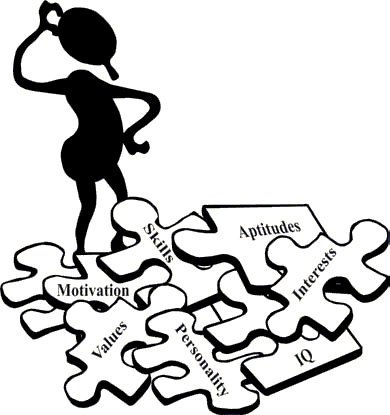 Skills
Aptitudes
Motivation
Interests
Values
Personality
IQ